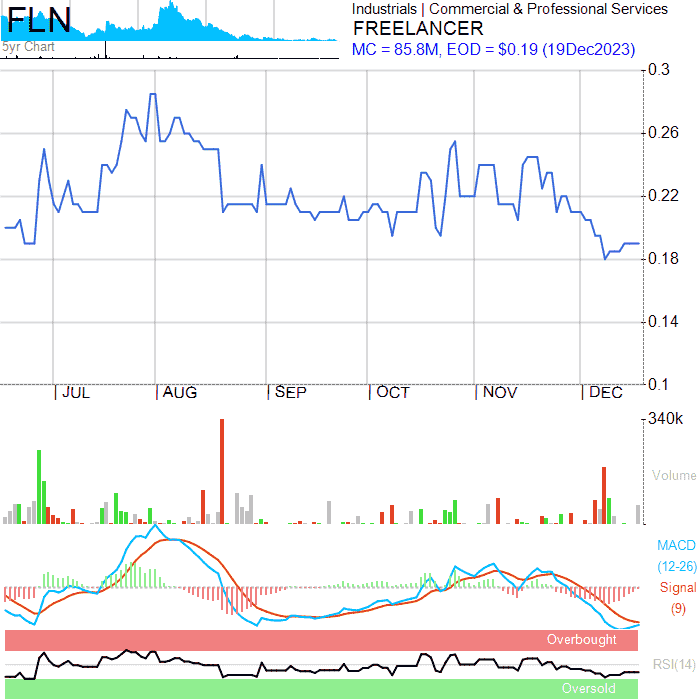 FLN
5yr Chart
Industrials | Commercial & Professional Services
FREELANCER
MC = 85.8M, EOD = $0.19 (19Dec2023)
0.3
0.26
0.22
0.18
0.14
0.1
JUL AUG SEP OCT NOV DEC
340k
Volume
MACD
(12-26)
Signal
(9)
Overbought
RSI(14)
Oversold